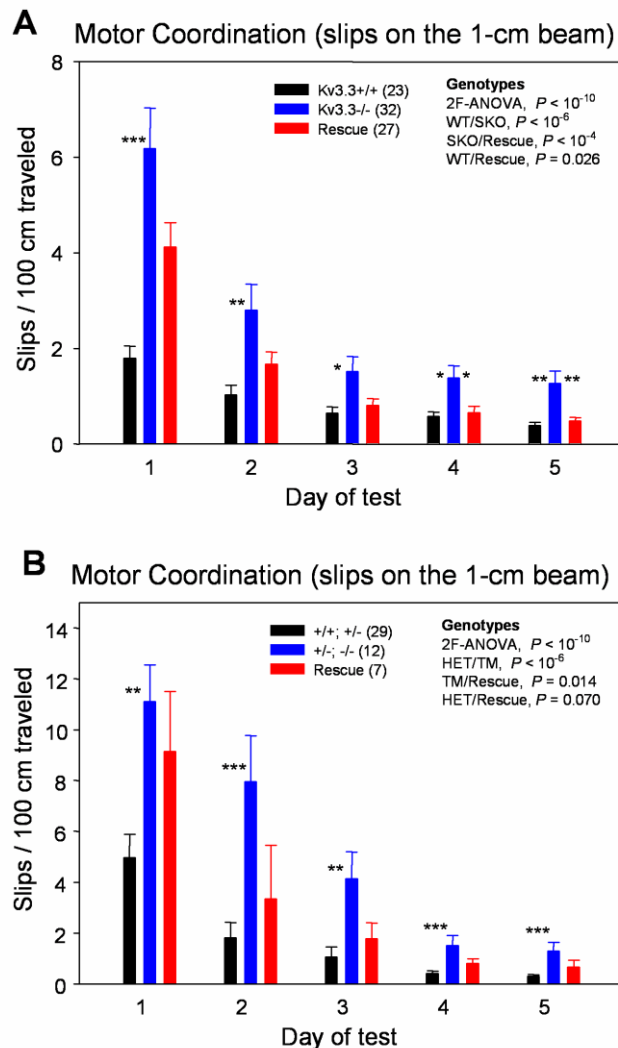 A
Motor Coordination (slips on the 1-cm beam)
8
6
4
2
0
Slips / 100 cm traveled
Kv3.3+/+ (23)
Kv3.3-/- (32)
Rescue (27)
Genotypes
2F-ANOVA, P < 10⁻¹⁰
WT/SKO, P < 10⁻⁶
SKO/Rescue, P < 10⁻⁴
WT/Rescue, P = 0.026
***
**
*
* *
** **
1 2 3 4 5
Day of test
B
Motor Coordination (slips on the 1-cm beam)
14
12
10
8
6
4
2
0
Slips / 100 cm traveled
+/+; +/- (29)
+/-; -/- (12)
Rescue (7)
Genotypes
2F-ANOVA, P < 10⁻¹⁰
HET/TM, P < 10⁻⁶
TM/Rescue, P = 0.014
HET/Rescue, P = 0.070
**
***
**
***
***
1 2 3 4 5
Day of test